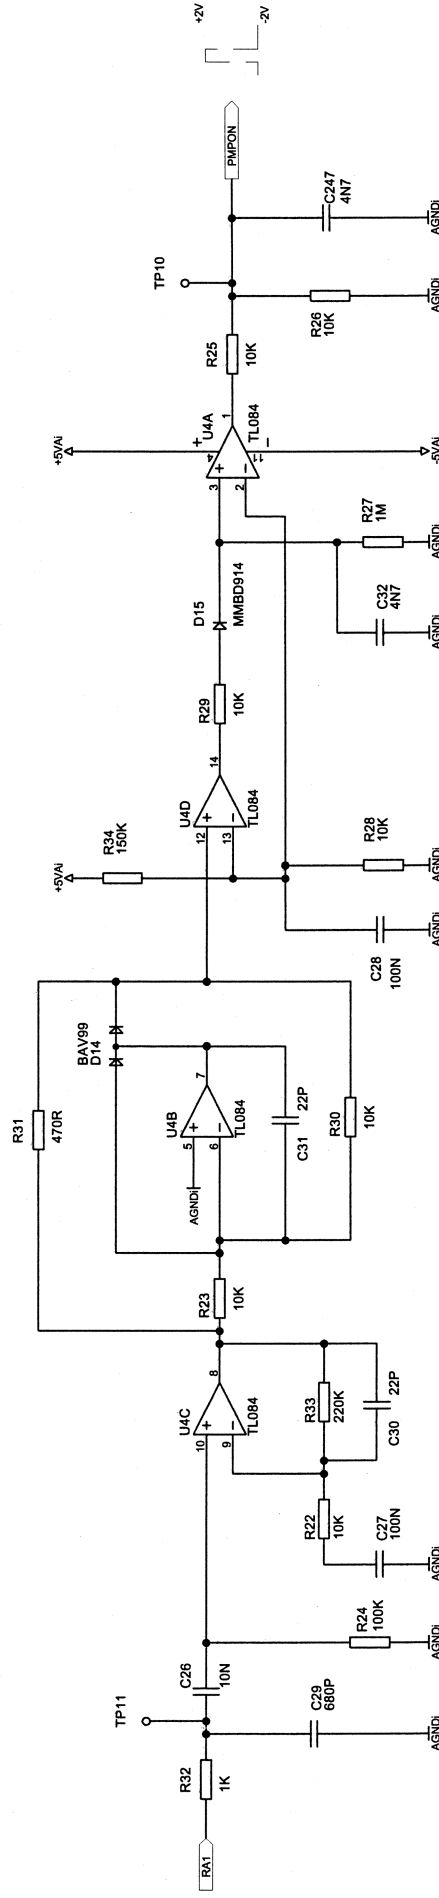 RA1
R32
1K
TP11
C29
680P
C26
10N
R24
100K
AGNDi
AGNDi
AGNDi
U4C
10
9
8
TL084
R22
10K
C27
100N
R33
220K
C30
22P
R31
470R
R23
10K
AGNDi
U4B
5
6
7
TL084
C31
22P
R30
10K
BAV99
D14
+5VAi
R34
150K
U4D
12
13
14
TL084
C28
100N
AGNDi
R28
10K
AGNDi
R29
10K
D15
MMBD914
C32
4N7
AGNDi
R27
1M
AGNDi
+5VAi
-5VAi
U4A
3
2
1
4
11
+
-
TL084
R25
10K
TP10
R26
10K
AGNDi
C247
4N7
AGNDi
PMPON
+2V
-2V